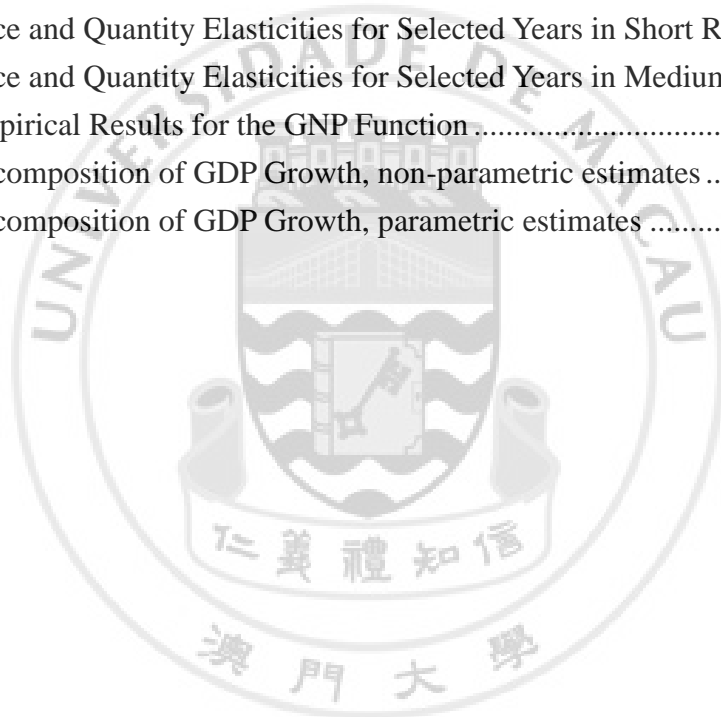 ce and Quantity Elasticities for Selected Years in Short R
ce and Quantity Elasticities for Selected Years in Medium
pirical Results for the GNP Function ............................
composition of GDP Growth, non-parametric estimates ..
composition of GDP Growth, parametric estimates .........
UNIVERSIDADE DE MACAU
仁義禮知信
澳門大學